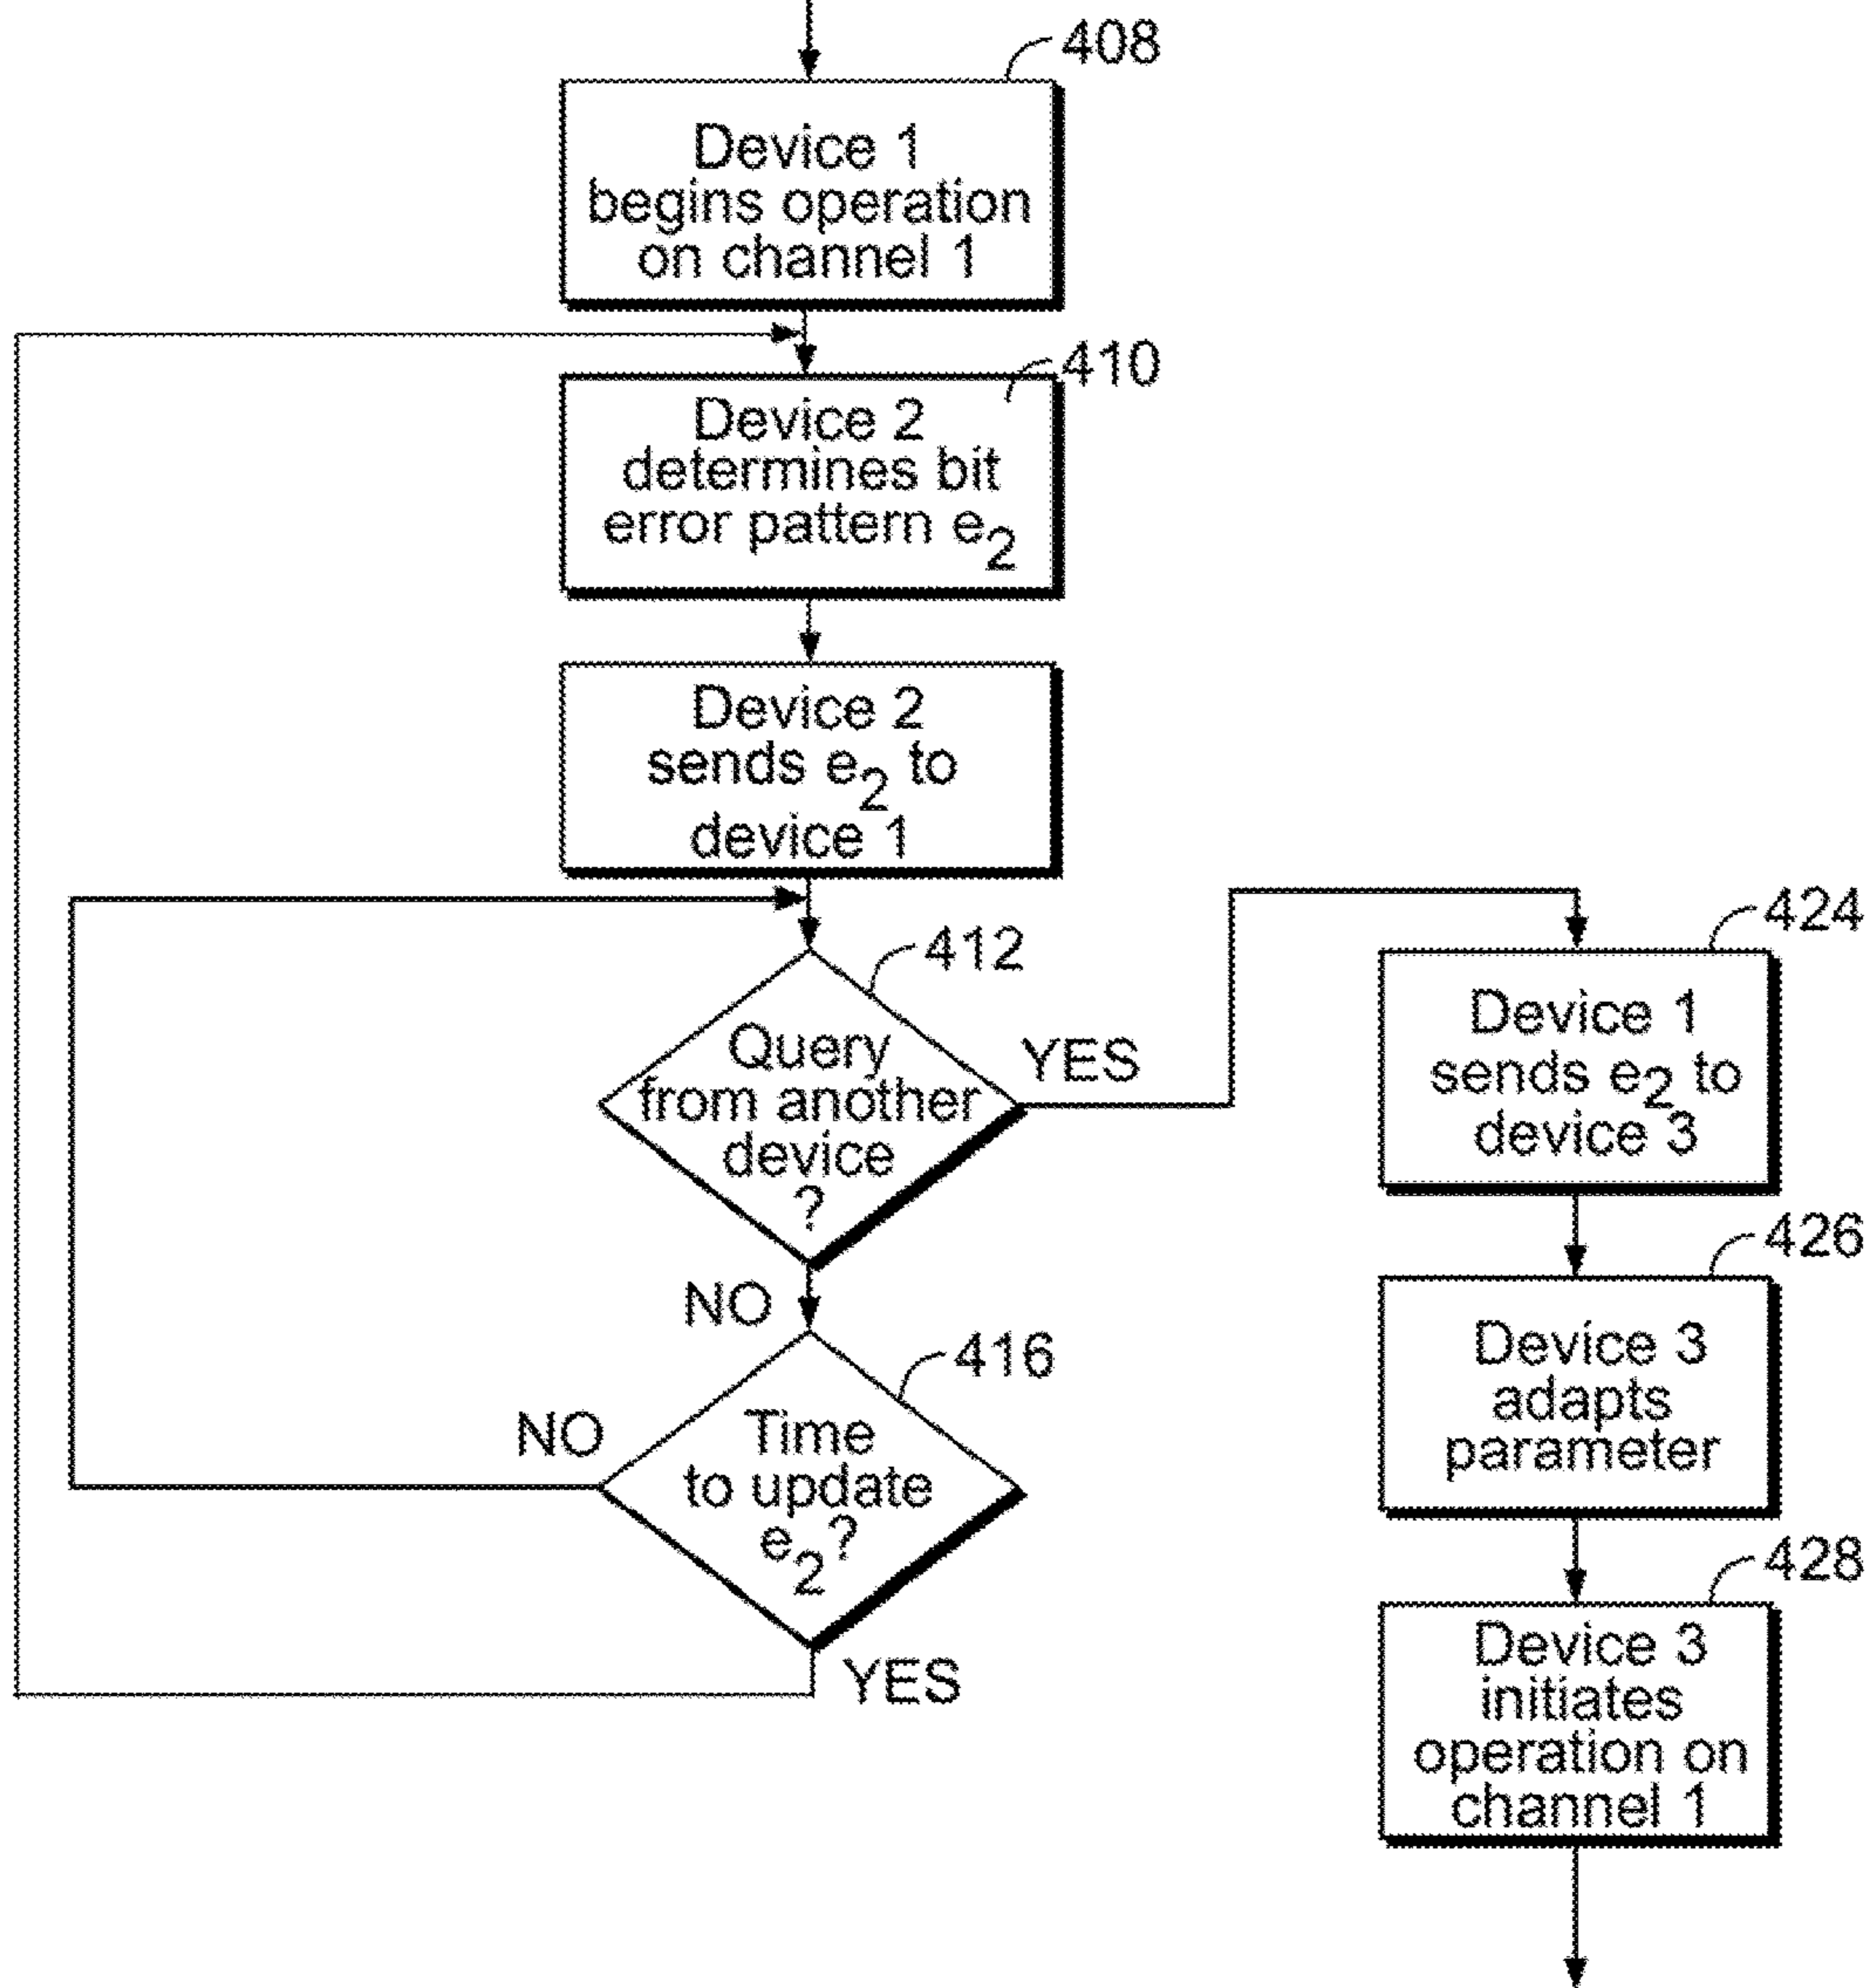 408
Device 1
begins operation
on channel 1
410
Device 2
determines bit
error pattern e2
Device 2
sends e2 to
device 1
412
Query
from another
device
?
YES
NO
416
Time
to update
e2?
NO
YES
424
Device 1
sends e2 to
device 3
426
Device 3
adapts
parameter
428
Device 3
initiates
operation on
channel 1